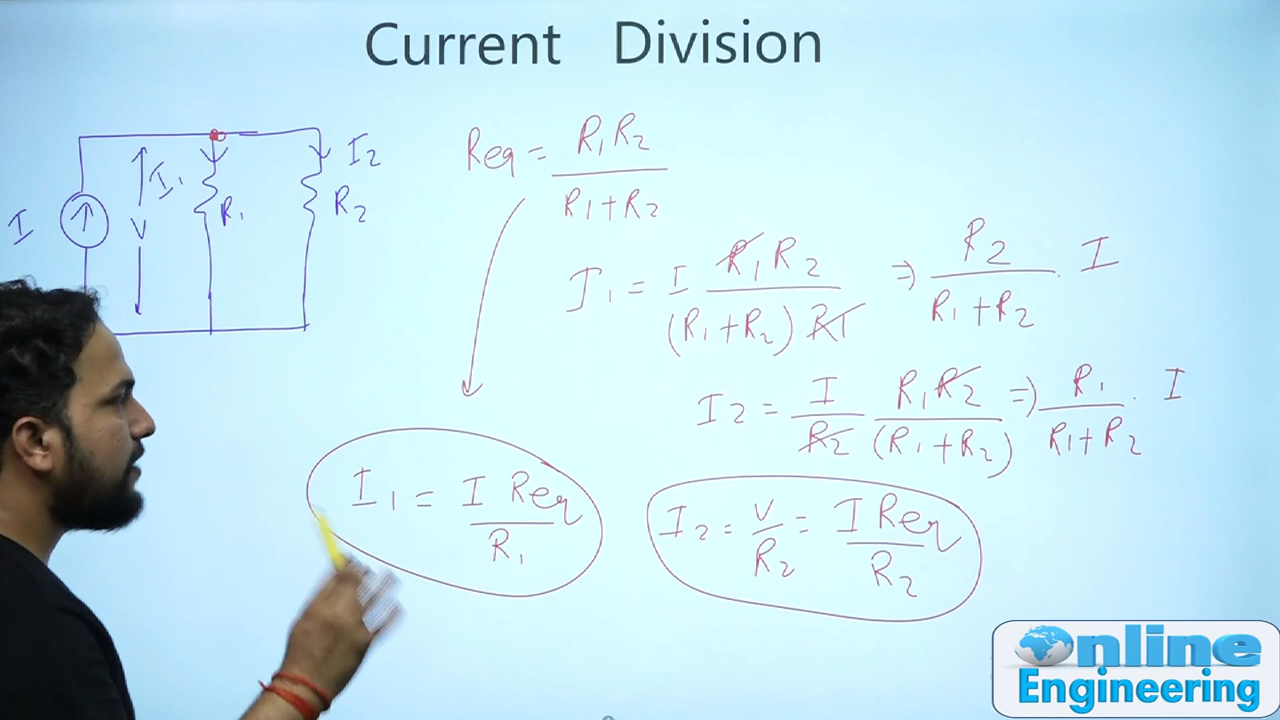 Current Division
I
V
I₁
R₁
I₂
R₂
Req = R₁R₂ / (R₁+R₂)
I₁ = I R₁R₂ / ((R₁+R₂) R1) ⇒ R₂ / (R₁+R₂) . I
I₂ = I / R₂ R₁R₂ / (R₁+R₂) ⇒ R₁ / (R₁+R₂) . I
I₁ = I Req / R₁
I₂ = V / R₂ = I Req / R₂
Online
Engineering